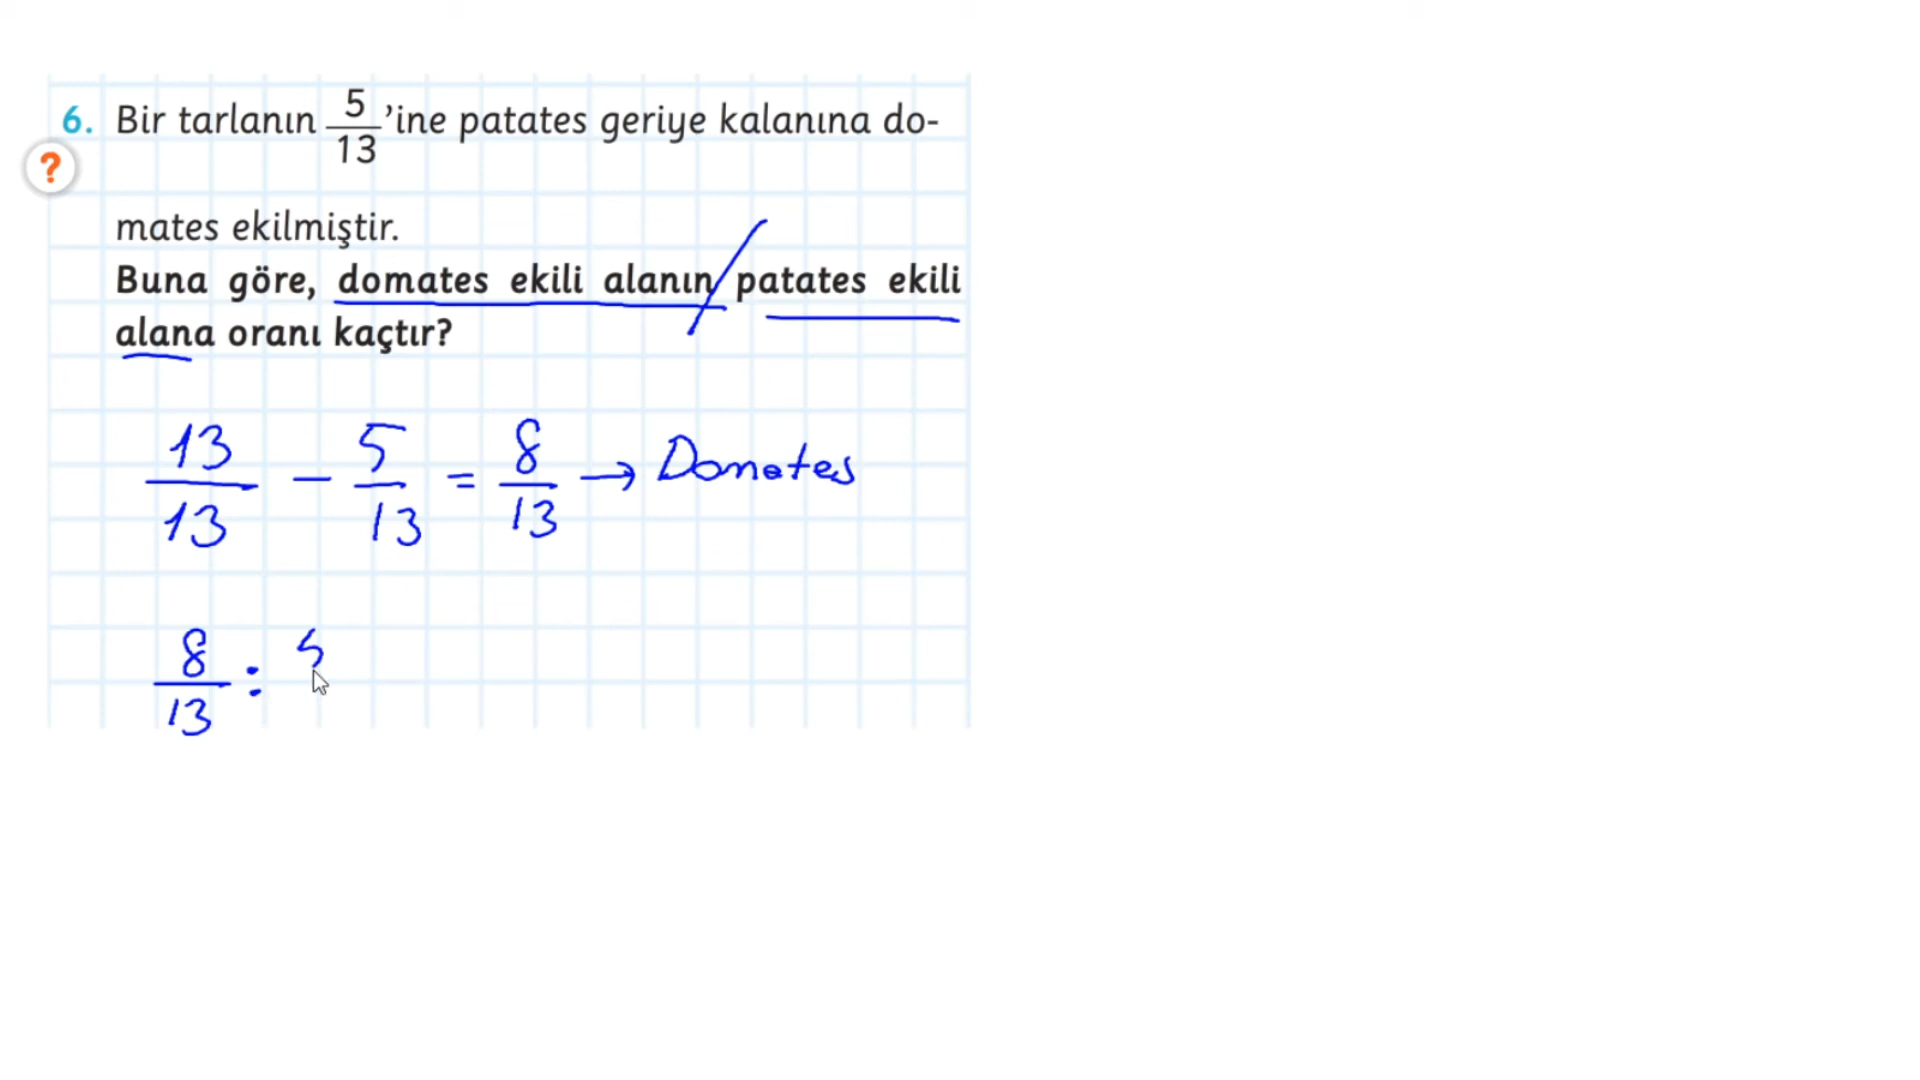 6. Bir tarlanın 5/13 'ine patates geriye kalanına do-
?
mates ekilmiştir.
Buna göre, domates ekili alanın patates ekili
alana oranı kaçtır?
13/13 - 5/13 = 8/13 → Domates
8/13 : 5